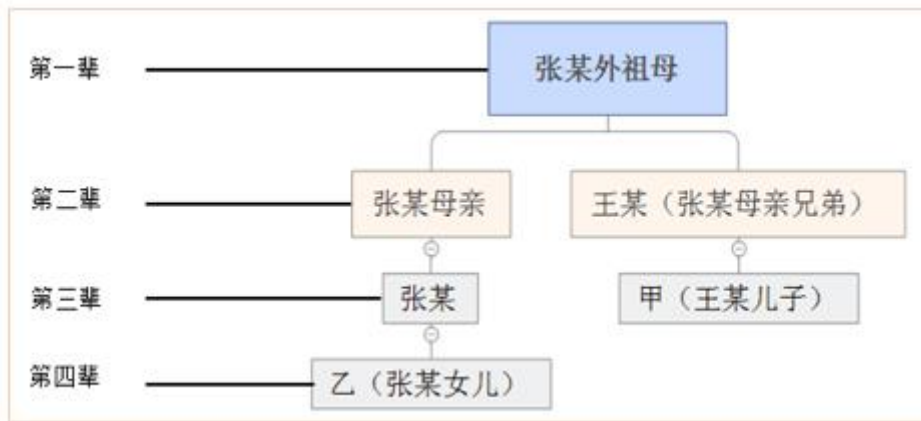 第一辈
张某外祖母
第二辈
张某母亲
王某（张某母亲兄弟）
第三辈
张某
甲（王某儿子）
第四辈
乙（张某女儿）